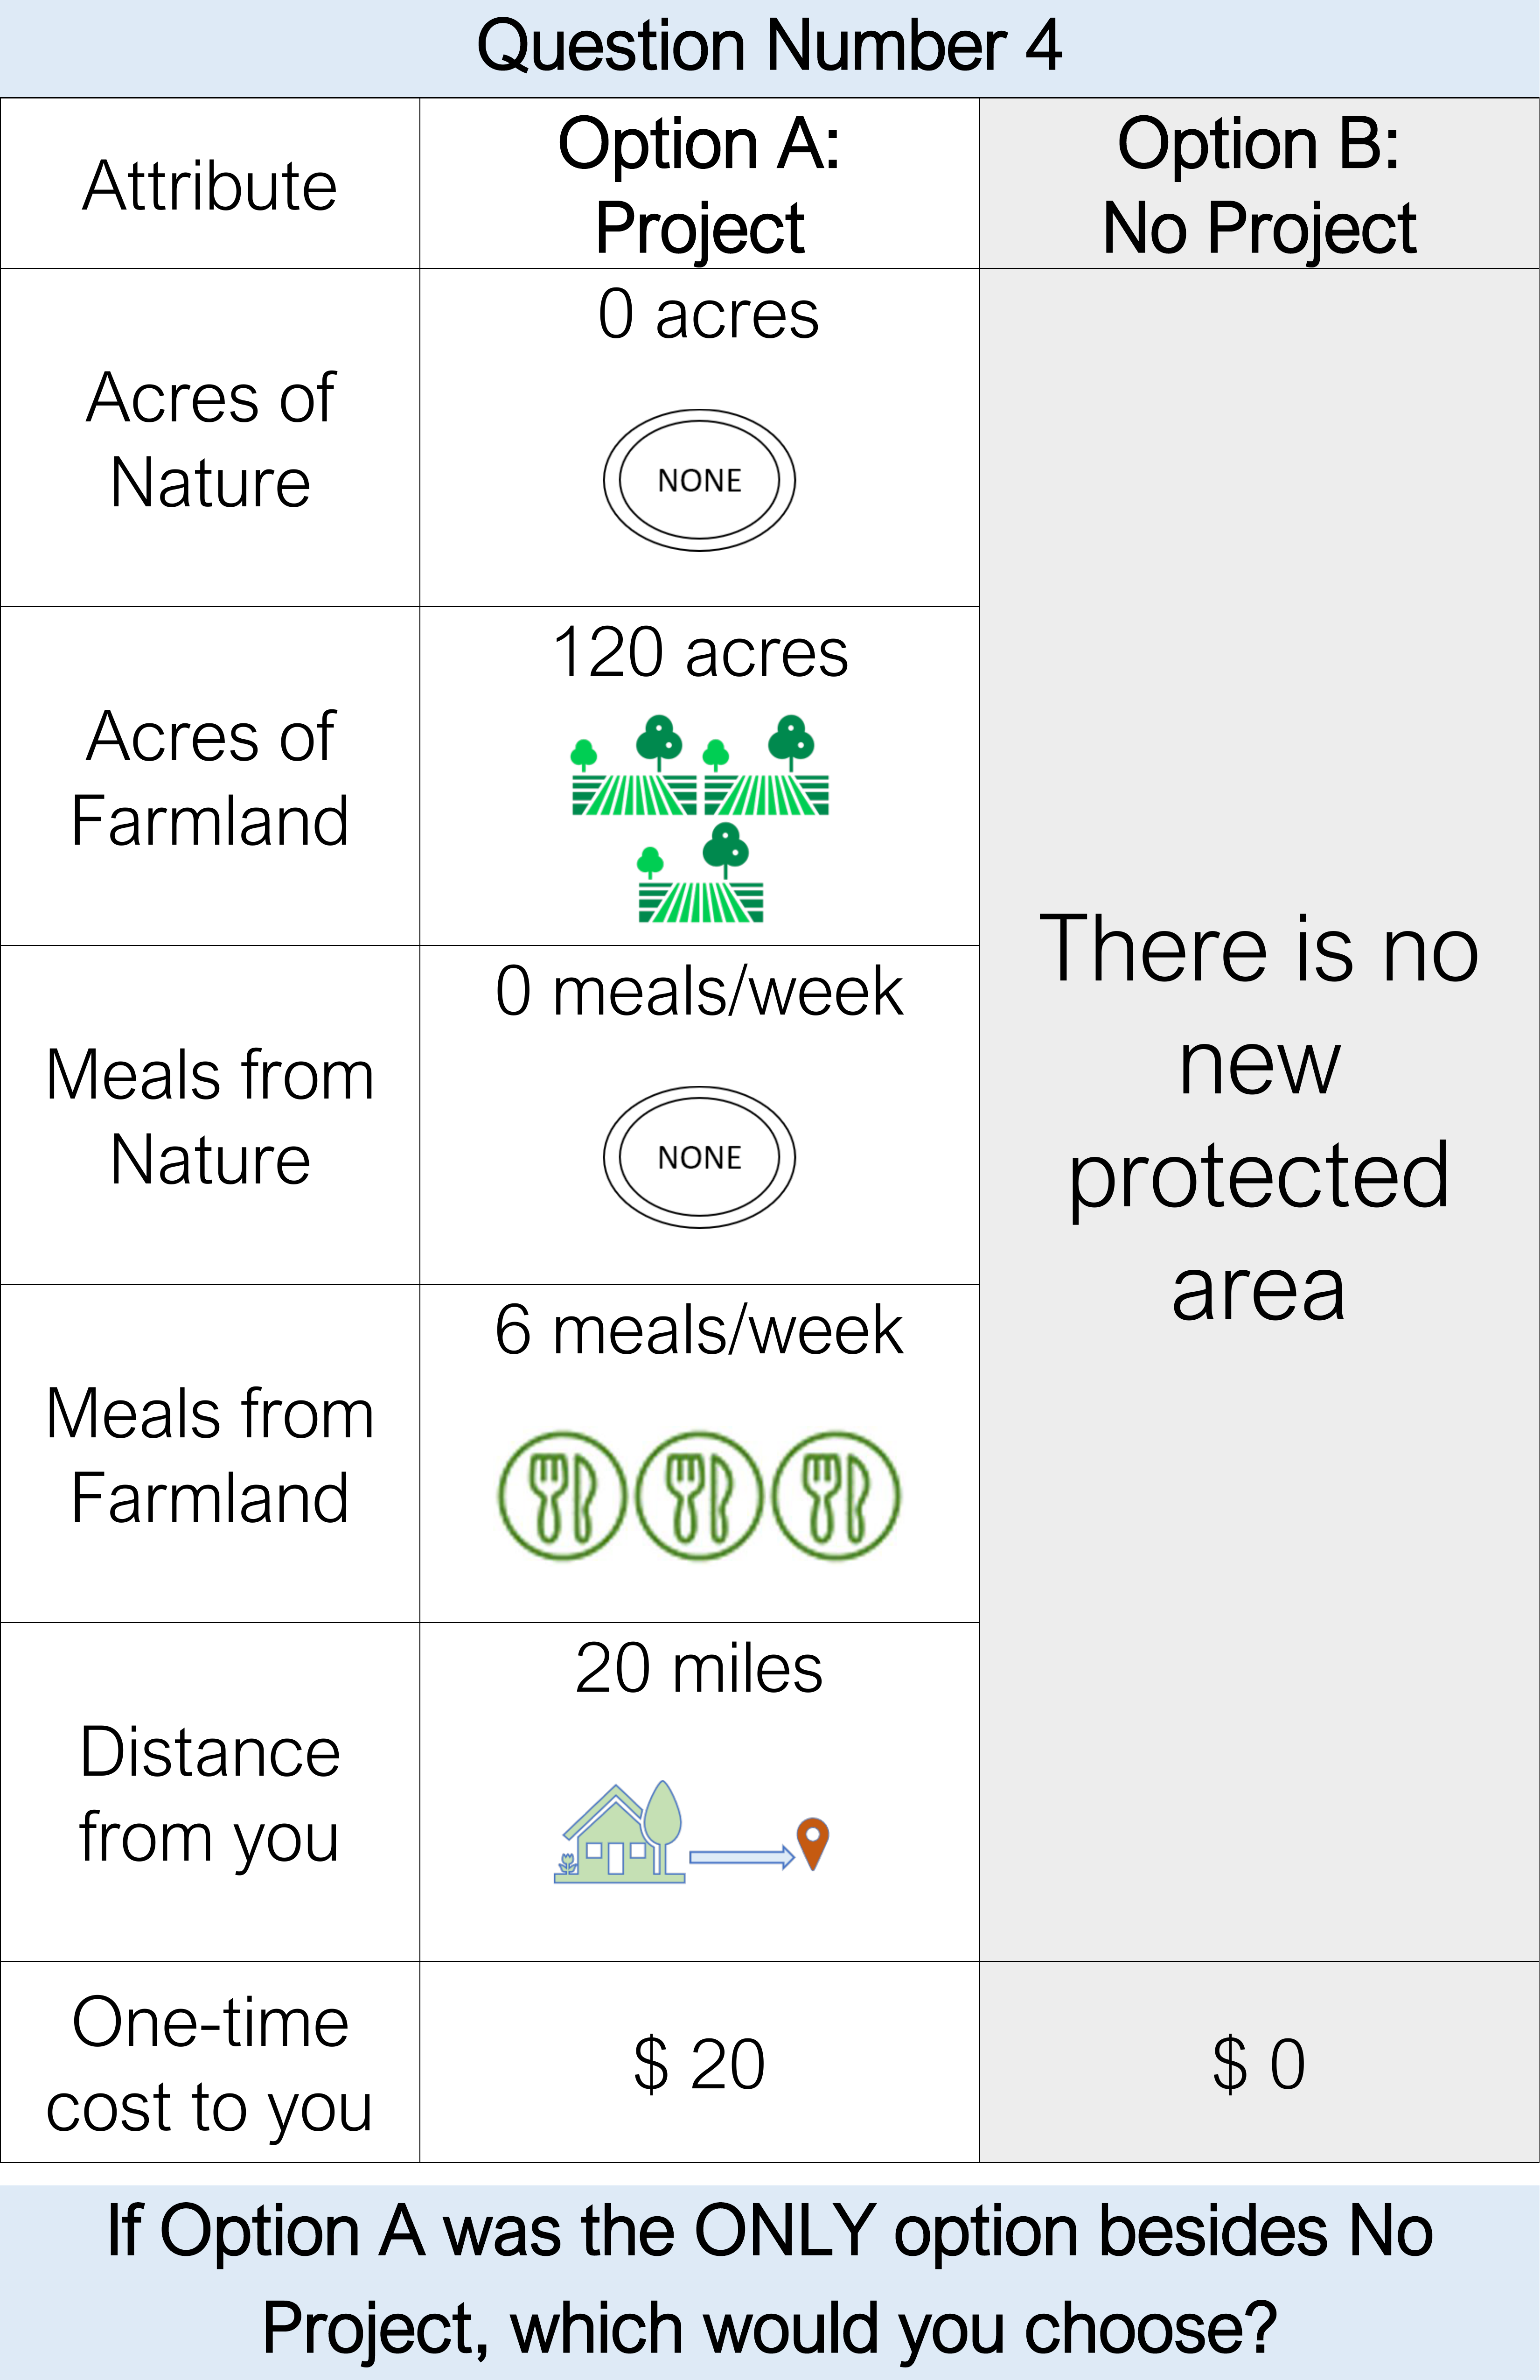 Question Number 4
Attribute
Option A:
Project
Option B:
No Project
Acres of
Nature
0 acres
NONE
Acres of
Farmland
120 acres
Meals from
Nature
0 meals/week
NONE
Meals from
Farmland
6 meals/week
Distance
from you
20 miles
There is no
new
protected
area
One-time
cost to you
$ 20
$ 0
If Option A was the ONLY option besides No
Project, which would you choose?